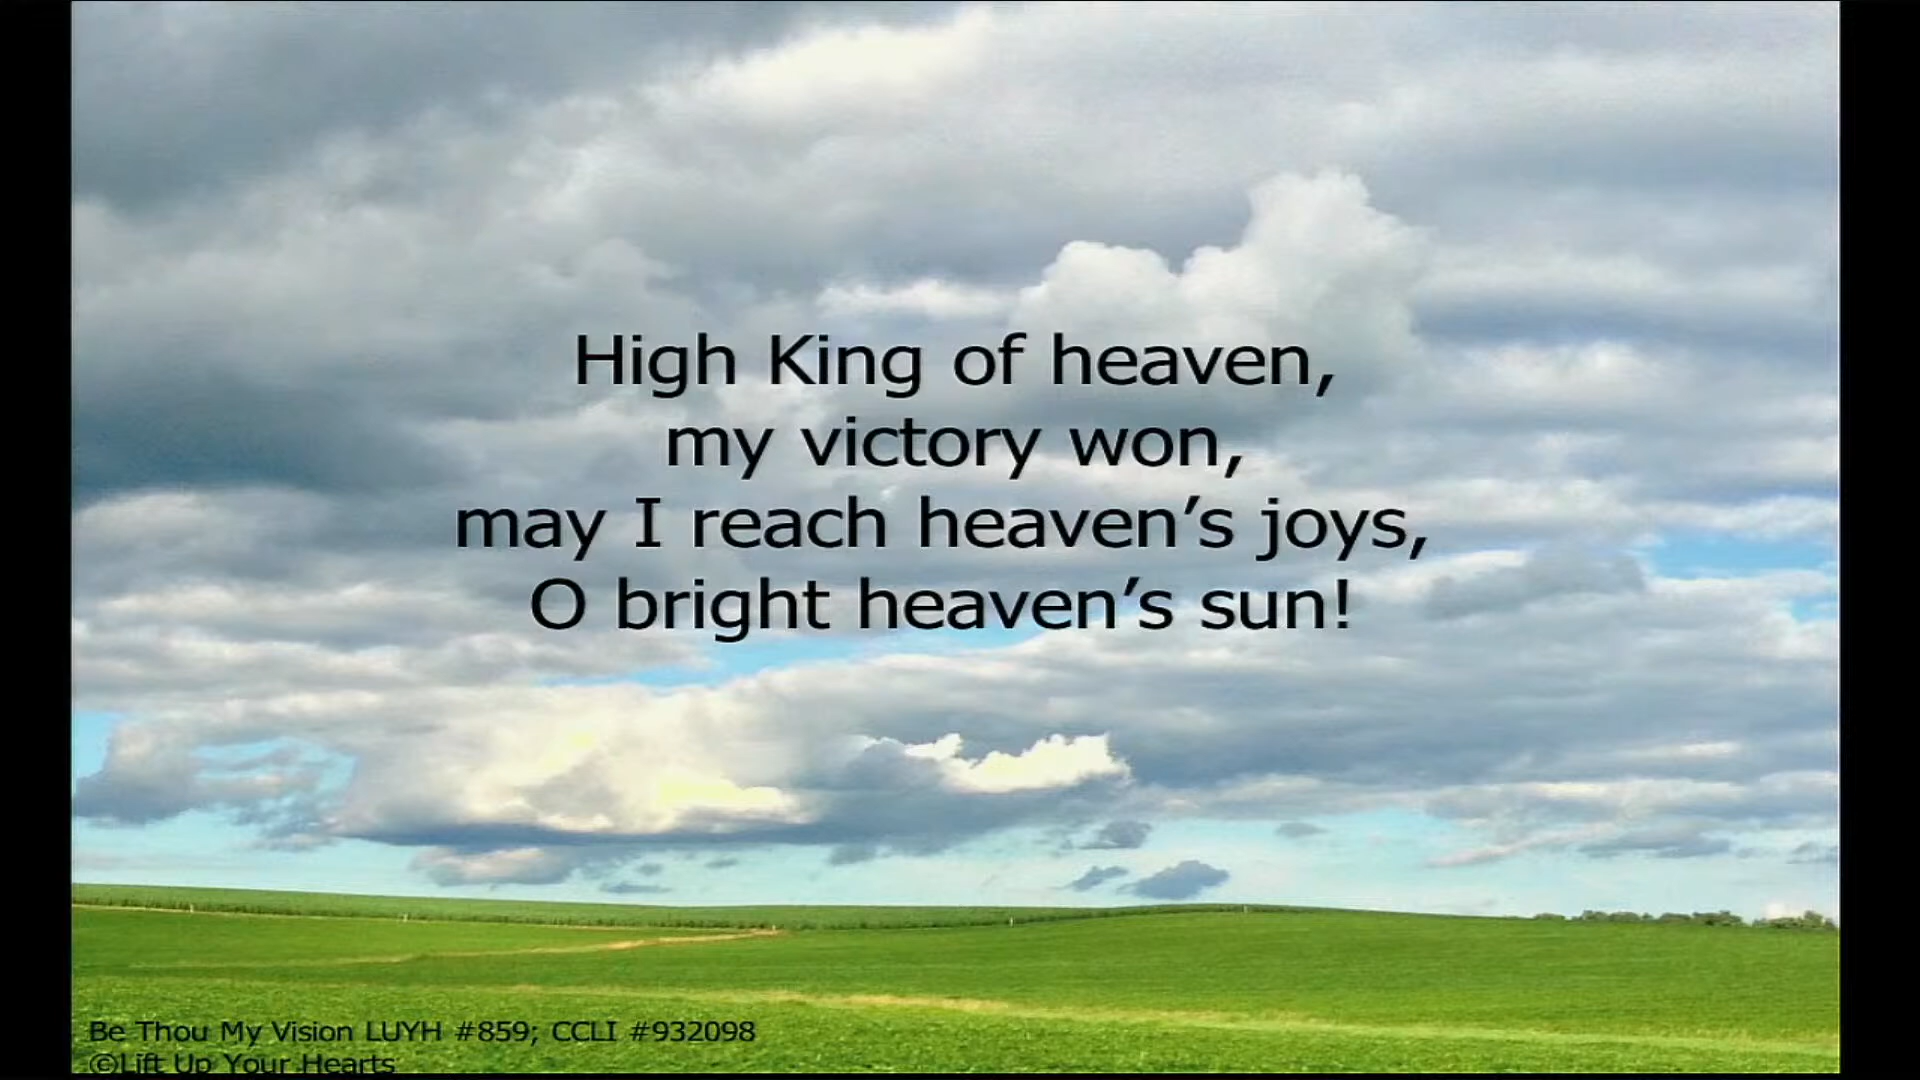 High King of heaven,
my victory won,
may I reach heaven’s joys,
O bright heaven’s sun!
Be Thou My Vision LUYH #859; CCLI #932098
©Lift Up Your Hearts